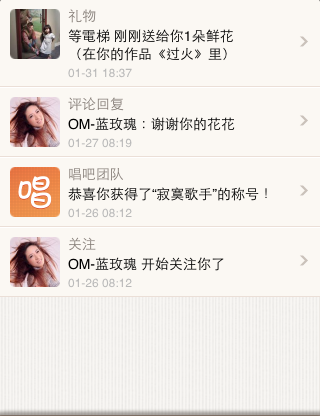 礼物
等電梯 刚刚送给你1朵鲜花
（在你的作品《过火》里）
01-31 18:37
评论回复
OM-蓝玫瑰：谢谢你的花花
01-27 08:19
唱
唱吧团队
恭喜你获得了“寂寞歌手”的称号！
01-26 08:12
关注
OM-蓝玫瑰 开始关注你了
01-26 08:12